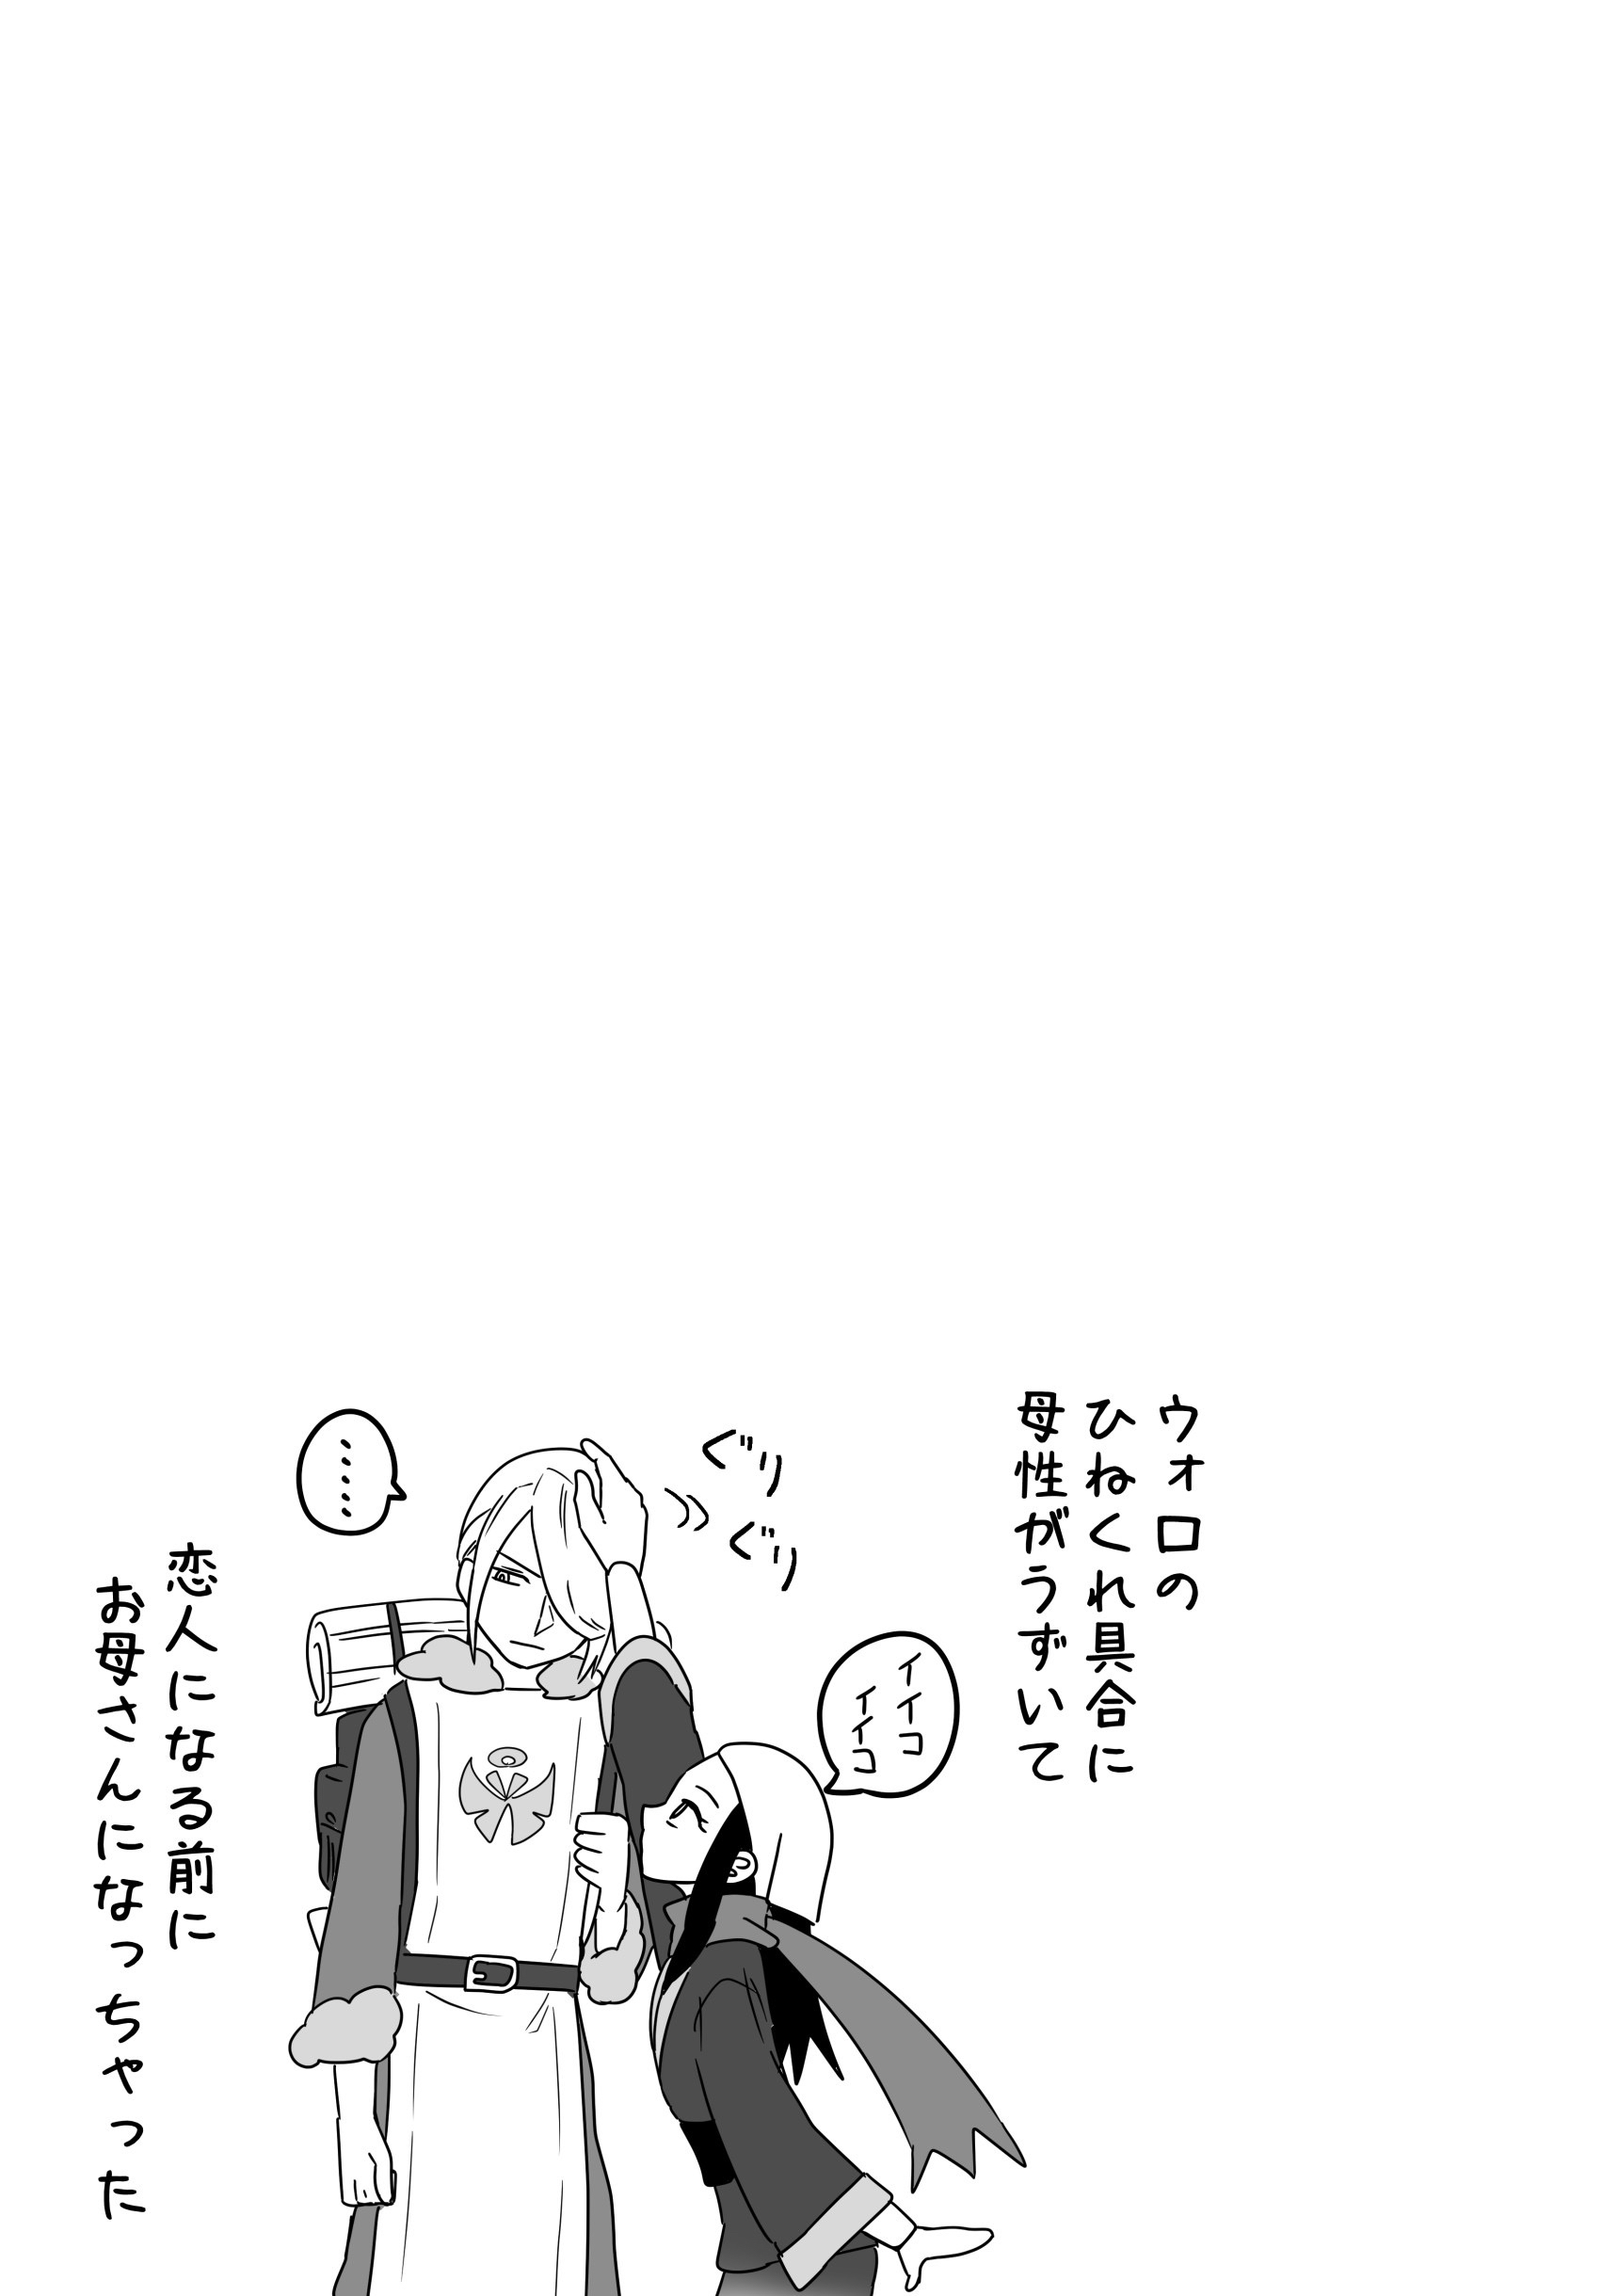 ウォロの
ひねくれ具合に
母性がうずいて
イイコ
イイコ
ぐり
ぐり
……
恋人になる前に
お母さんになっちゃった